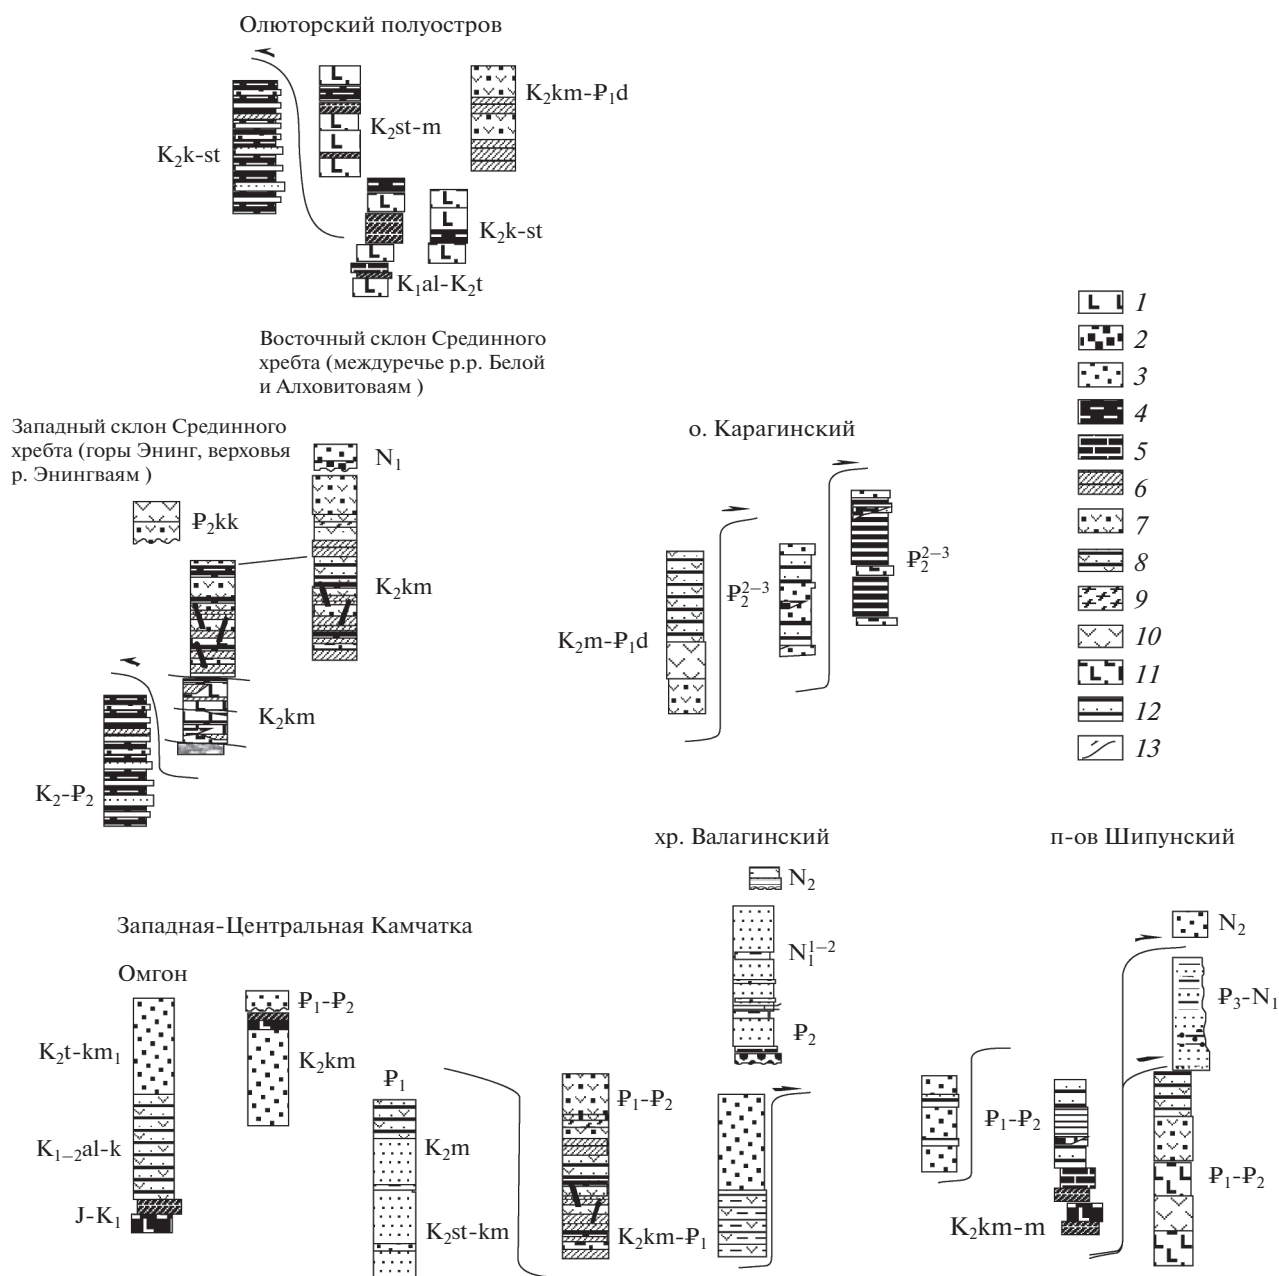 Олюторский полуостров
K₂km-₽₁d
K₂st-m
K₂k-st
K₂k-st
K₁al-K₂t
Восточный склон Срединного
хребта (междуречье р.р. Белой
и Алховитоваям )
Западный склон Срединного
хребта (горы Энинг, верховья
р. Энингваям )
N₁
₽₂kk
K₂km
K₂km
K₂-₽₂
о. Карагинский
₽₂²⁻³
₽₂²⁻³
K₂m-₽₁d
1
2
3
4
5
6
7
8
9
10
11
12
13
хр. Валагинский
п-ов Шипунский
N₂
N₁¹⁻²
₽₂
Западная-Центральная Камчатка
Омгон
₽₁-₽₂
K₂t-km₁
K₂km
₽₁
K₂m
K₁₋₂al-k
J-K₁
K₂st-km
₽₁-₽₂
K₂km-₽₁
N₂
₽₃-N₁
₽₁-₽₂
₽₁-₽₂
K₂km-m